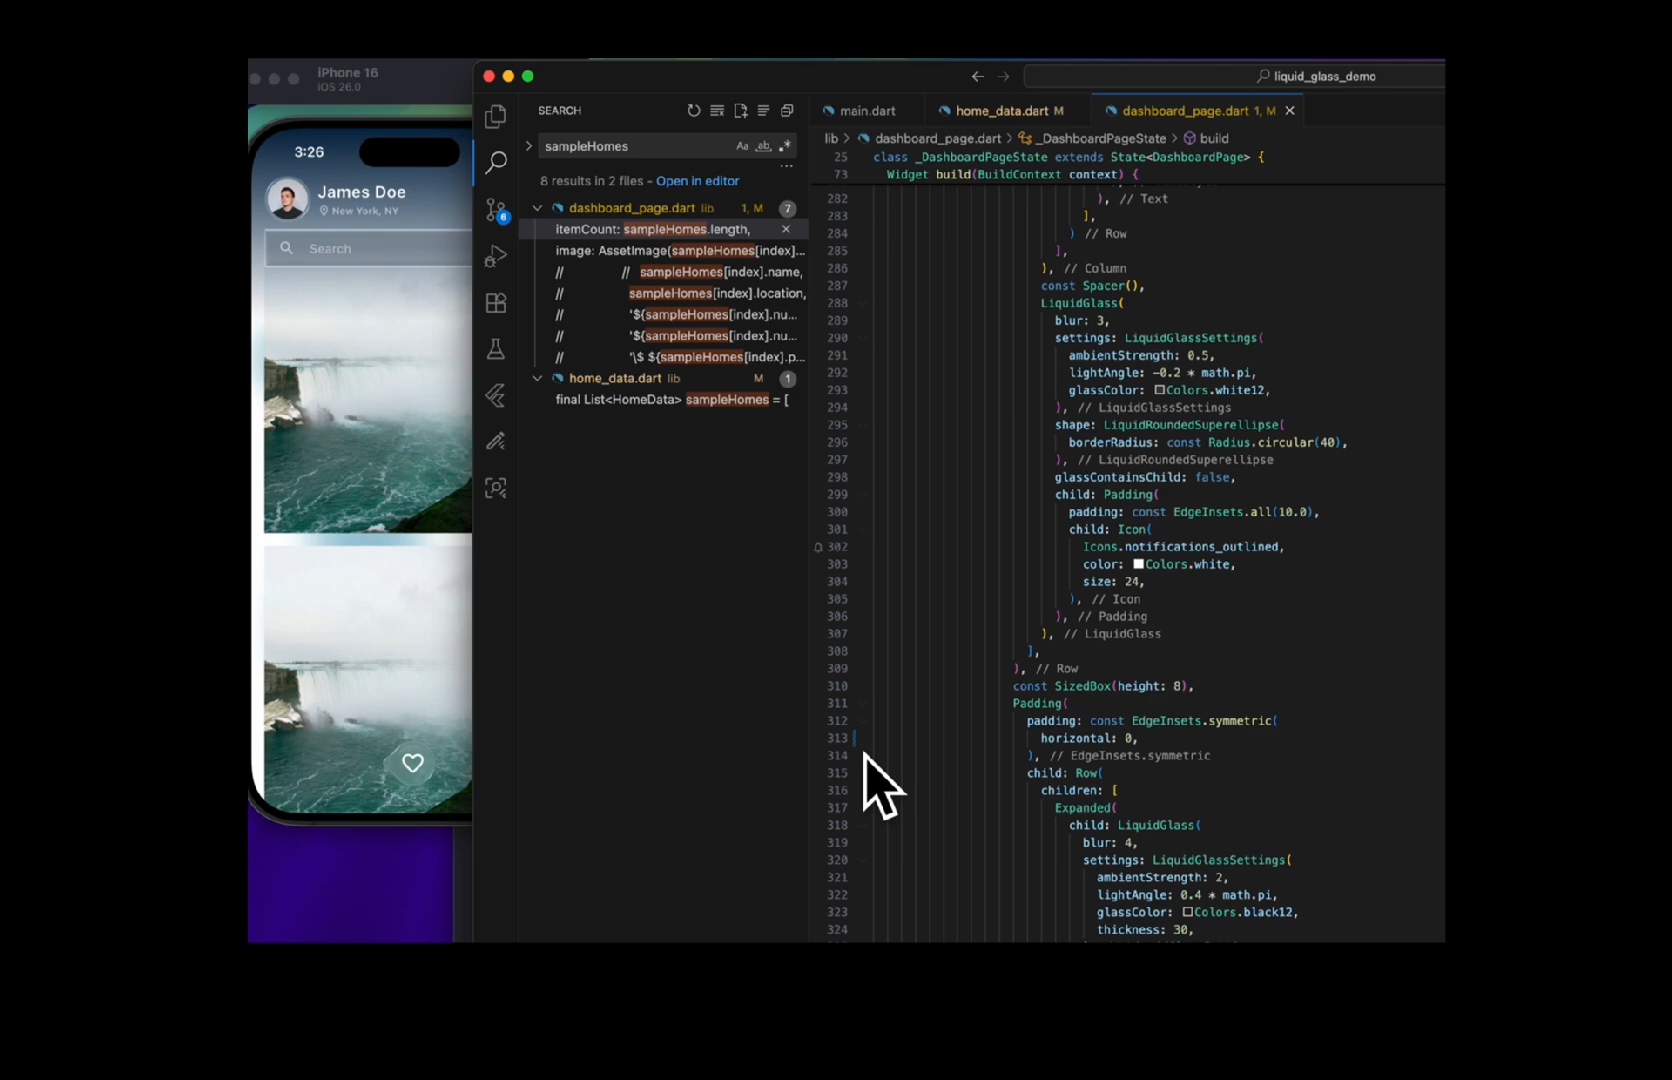 iPhone 16
iOS 26.0
3:26
James Doe
New York, NY
Search
liquid_glass_demo
SEARCH
sampleHomes
Aa ab .*
8 results in 2 files - Open in editor
dashboard_page.dart lib 1, M 7
itemCount: sampleHomes.length,
image: AssetImage(sampleHomes[index]...
// // sampleHomes[index].name,
// sampleHomes[index].location,
// '${sampleHomes[index].nu...
// '${sampleHomes[index].nu...
// '\$ ${sampleHomes[index].p...
home_data.dart lib M 1
final List<HomeData> sampleHomes = [
6
main.dart
home_data.dart M
dashboard_page.dart 1, M
lib > dashboard_page.dart > _DashboardPageState > build
25 class _DashboardPageState extends State<DashboardPage> {
73 Widget build(BuildContext context) {
282 ), // Text
283 ],
284 ) // Row
285 ],
286 ), // Column
287 const Spacer(),
288 LiquidGlass(
289 blur: 3,
290 settings: LiquidGlassSettings(
291 ambientStrength: 0.5,
292 lightAngle: -0.2 * math.pi,
293 glassColor: Colors.white12,
294 ), // LiquidGlassSettings
295 shape: LiquidRoundedSuperellipse(
296 borderRadius: const Radius.circular(40),
297 ), // LiquidRoundedSuperellipse
298 glassContainsChild: false,
299 child: Padding(
300 padding: const EdgeInsets.all(10.0),
301 child: Icon(
302 Icons.notifications_outlined,
303 color: Colors.white,
304 size: 24,
305 ), // Icon
306 ), // Padding
307 ), // LiquidGlass
308 ],
309 ), // Row
310 const SizedBox(height: 8),
311 Padding(
312 padding: const EdgeInsets.symmetric(
313 horizontal: 0,
314 ), // EdgeInsets.symmetric
315 child: Row(
316 children: [
317 Expanded(
318 child: LiquidGlass(
319 blur: 4,
320 settings: LiquidGlassSettings(
321 ambientStrength: 2,
322 lightAngle: 0.4 * math.pi,
323 glassColor: Colors.black12,
324 thickness: 30,